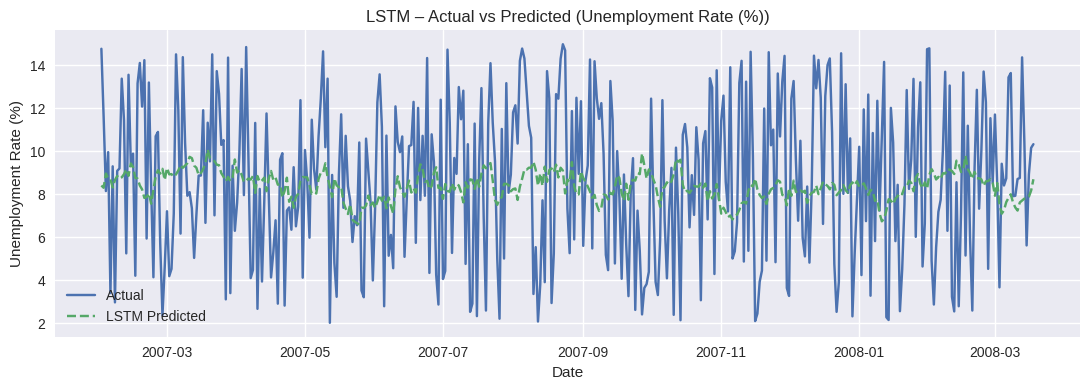 LSTM – Actual vs Predicted (Unemployment Rate (%))
Unemployment Rate (%)
14
12
10
8
6
4
2
Actual
LSTM Predicted
2007-03 2007-05 2007-07 2007-09 2007-11 2008-01 2008-03
Date